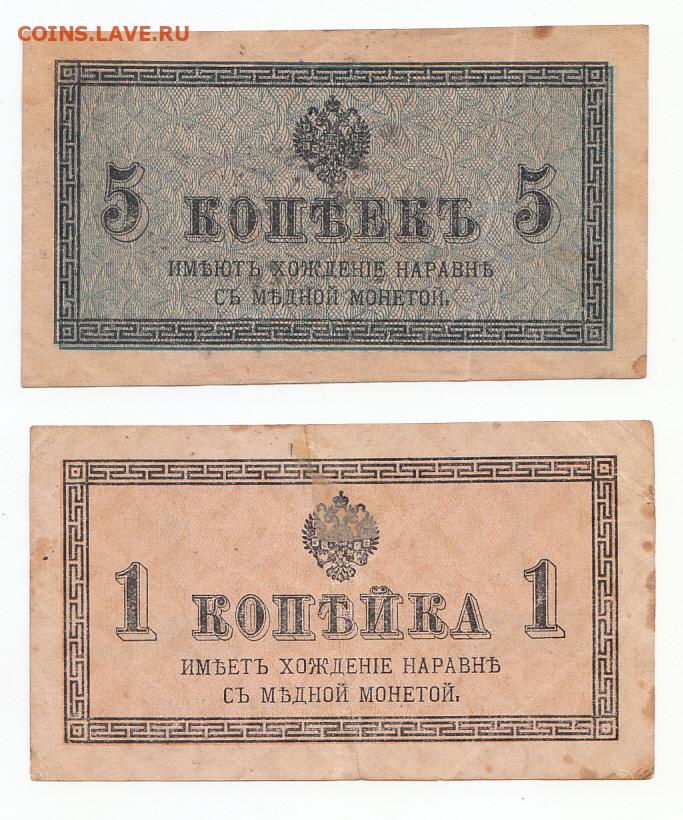 COINS.LAVE.RU
5 КОПѢЕКЪ 5
ИМѢЮТЪ ХОЖДЕНІЕ НАРАВНѢ
СЪ МѢДНОЙ МОНЕТОЙ.
1 КОПѢЙКА 1
ИМѢЕТЪ ХОЖДЕНІЕ НАРАВНѢ
СЪ МѢДНОЙ МОНЕТОЙ.